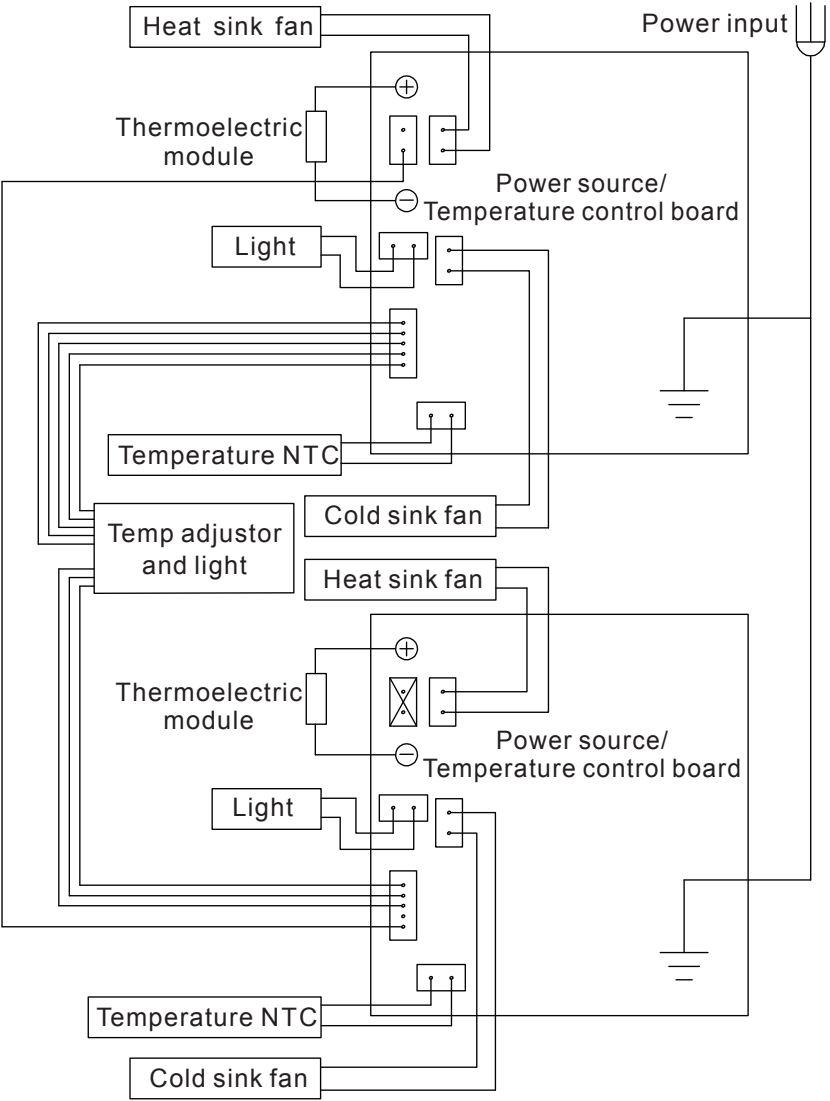 Heat sink fan
Power input
Thermoelectric
module
Power source/
Temperature control board
Light
Temperature NTC
Cold sink fan
Temp adjustor
and light
Heat sink fan
Thermoelectric
module
Power source/
Temperature control board
Light
Temperature NTC
Cold sink fan